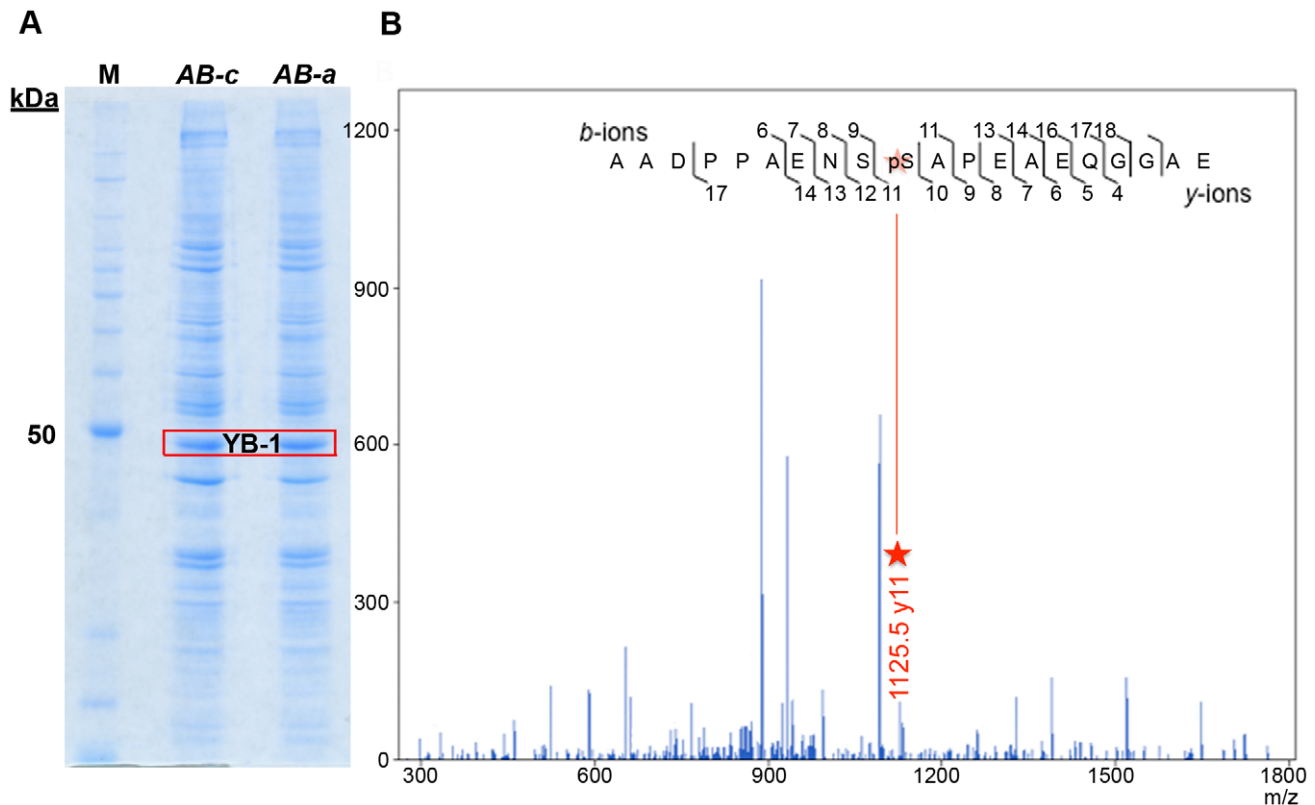 A
B
M AB-c AB-a
kDa
50
YB-1
1200
900
600
300
0
b-ions 6 7 8 9 11 13 14 16 17 18
A A D P P A E N S pS A P E A E Q G G A E
17 14 13 12 11 10 9 8 7 6 5 4 y-ions
1125.5 y11
300 600 900 1200 1500 1800
m/z